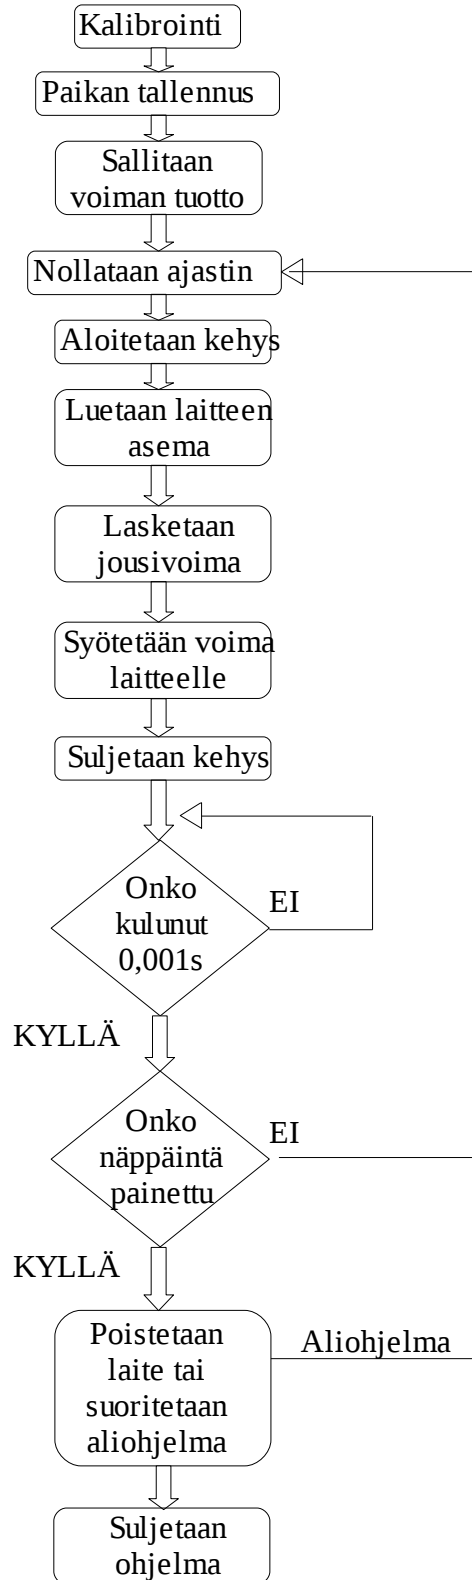 Kalibrointi
Paikan tallennus
Sallitaan
voiman tuotto
Nollataan ajastin
Aloitetaan kehys
Luetaan laitteen
asema
Lasketaan
jousivoima
Syötetään voima
laitteelle
Suljetaan kehys
Onko
kulunut
0,001s
EI
KYLLÄ
Onko
näppäintä
painettu
EI
KYLLÄ
Poistetaan
laite tai
suoritetaan
aliohjelma
Aliohjelma
Suljetaan
ohjelma